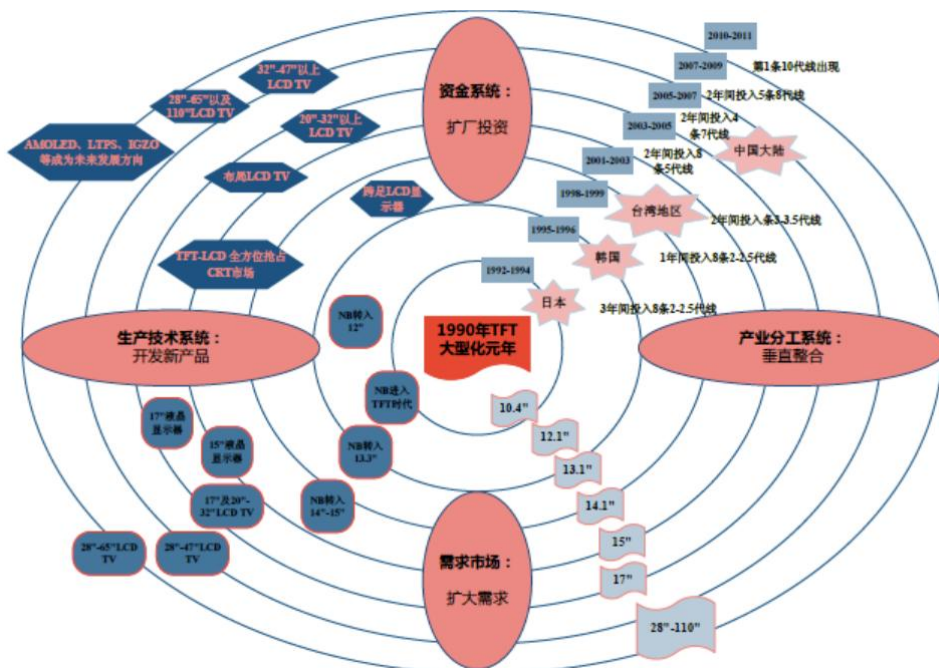 2010-2011
2007-2009
第1条10代线出现
32"-47"以上
LCD TV
资金系统：
扩厂投资
28"-65"以及
110"LCD TV
2005-2007
2年间投入5条8代线
20"-32"以上
LCD TV
2003-2005
2年间投入4
条7代线
AMOLED、LTPS、IGZO
等成为未来发展方向
中国大陆
2001-2003
2年间投入8
条5代线
布局LCD TV
跨足LCD显
示器
1998-1999
台湾地区
2年间投入条3-3.5代线
1995-1996
TFT-LCD 全方位抢占
CRT市场
韩国
1年间投入8条2-2.5代线
1992-1994
日本
3年间投入8条2-2.5代线
NB转入
12"
1990年TFT
大型化元年
生产技术系统：
开发新产品
产业分工系统：
垂直整合
NB进入
TFT时代
10.4"
17"液晶
显示器
12.1"
15"液晶
显示器
NB转入
13.3"
13.1"
17"及20"-
32"LCD TV
NB转入
14"-15"
14.1"
28"-65"LCD
TV
28"-47"LCD
TV
需求市场：
扩大需求
15"
17"
28"-110"